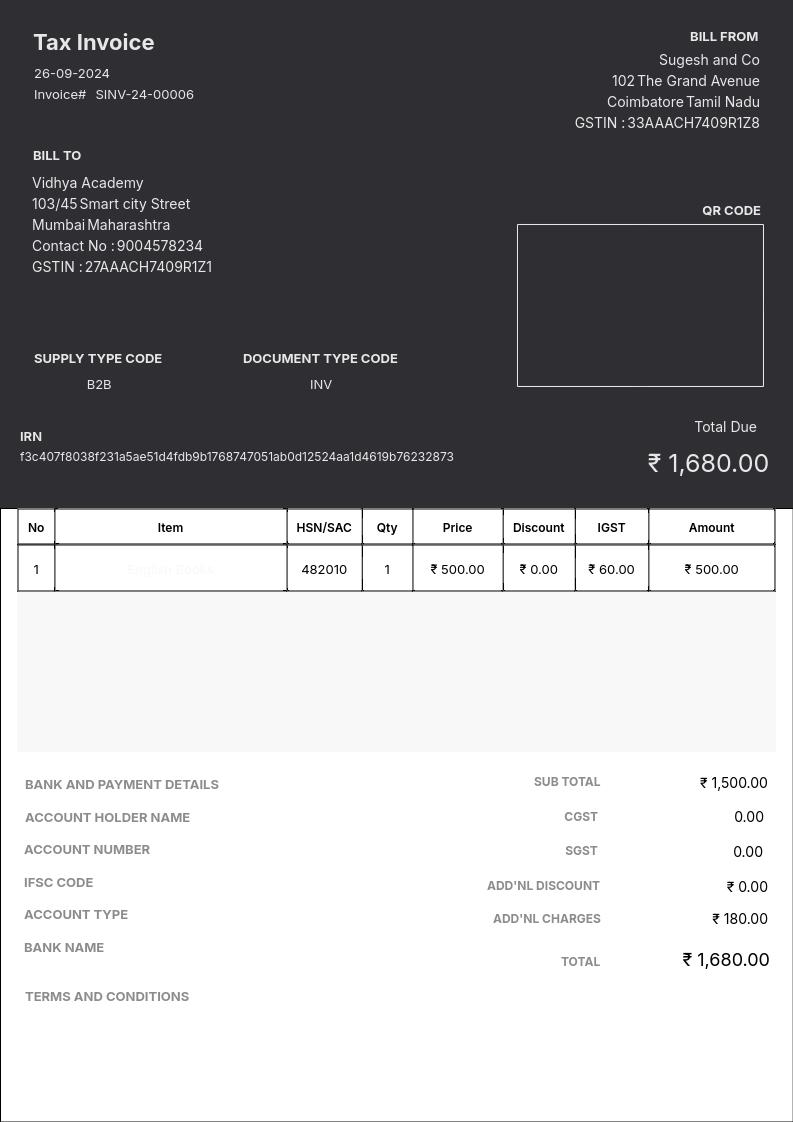 Tax Invoice
26-09-2024
Invoice# SINV-24-00006
BILL FROM
Sugesh and Co
102 The Grand Avenue
Coimbatore Tamil Nadu
GSTIN : 33AAACH7409R1Z8
BILL TO
Vidhya Academy
103/45 Smart city Street
Mumbai Maharashtra
Contact No : 9004578234
GSTIN : 27AAACH7409R1Z1
QR CODE
SUPPLY TYPE CODE DOCUMENT TYPE CODE
B2B INV
IRN
f3c407f8038f231a5ae51d4fdb9b1768747051ab0d12524aa1d4619b76232873
Total Due
₹ 1,680.00
No Item HSN/SAC Qty Price Discount IGST Amount
1 English Books 482010 1 ₹ 500.00 ₹ 0.00 ₹ 60.00 ₹ 500.00
BANK AND PAYMENT DETAILS
ACCOUNT HOLDER NAME
ACCOUNT NUMBER
IFSC CODE
ACCOUNT TYPE
BANK NAME
TERMS AND CONDITIONS
SUB TOTAL ₹ 1,500.00
CGST 0.00
SGST 0.00
ADD'NL DISCOUNT ₹ 0.00
ADD'NL CHARGES ₹ 180.00
TOTAL ₹ 1,680.00